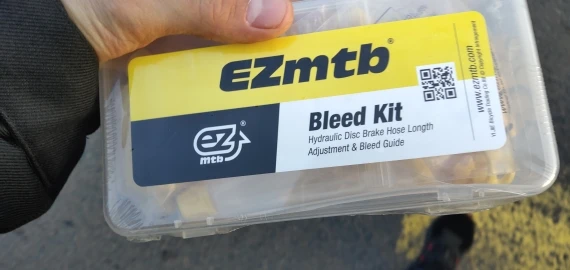 EZmtb®
ez®
mtb
Bleed Kit
Hydraulic Disc Brake Hose Length
Adjustment & Bleed Guide
www.ezmtb.com